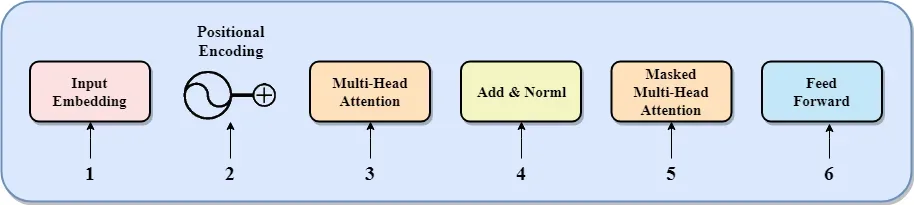 Positional
Encoding
Input
Embedding
Multi-Head
Attention
Add & Norml
Masked
Multi-Head
Attention
Feed
Forward
1
2
3
4
5
6